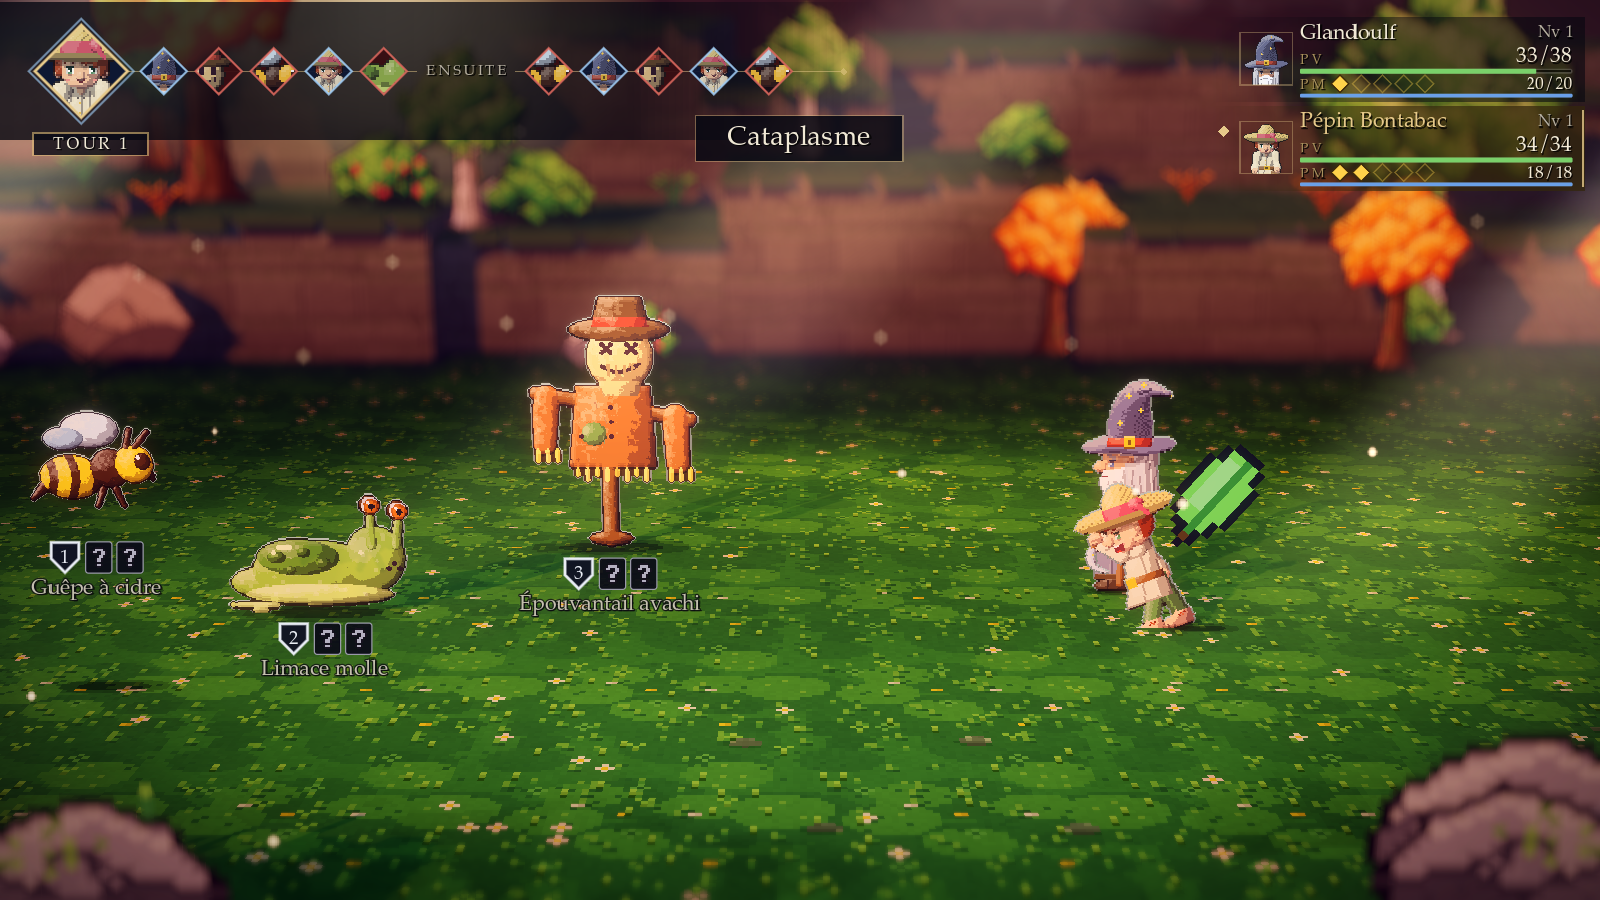 TOUR 1
ENSUITE
Cataplasme
Glandoulf Nv 1
PV 33/38
PM 20/20
Pépin Bontabac Nv 1
PV 34/34
PM 18/18
1 ? ?
Guêpe à cidre
2 ? ?
Limace molle
3 ? ?
Épouvantail avachi